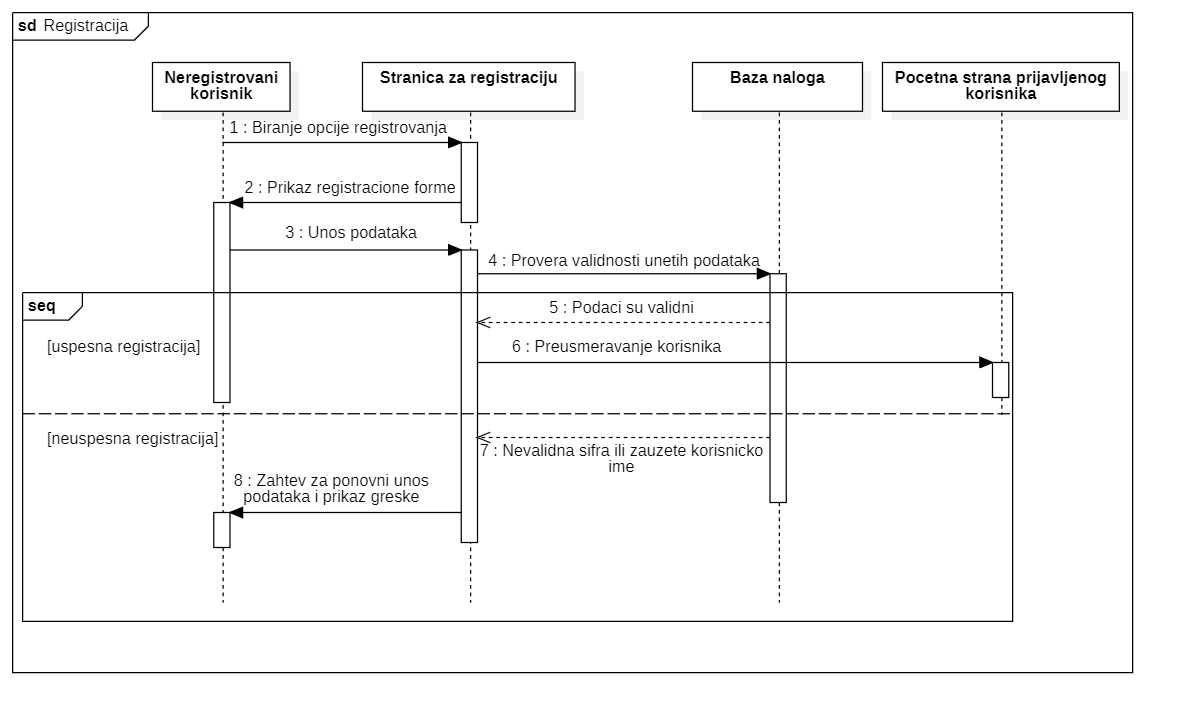 sd Registracija
Neregistrovani
korisnik
Stranica za registraciju
Baza naloga
Pocetna strana prijavljenog
korisnika
1 : Biranje opcije registrovanja
2 : Prikaz registracione forme
3 : Unos podataka
4 : Provera validnosti unetih podataka
seq
5 : Podaci su validni
[uspesna registracija]
6 : Preusmeravanje korisnika
[neuspesna registracija]
7 : Nevalidna sifra ili zauzete korisnicko
ime
8 : Zahtev za ponovni unos
podataka i prikaz greske